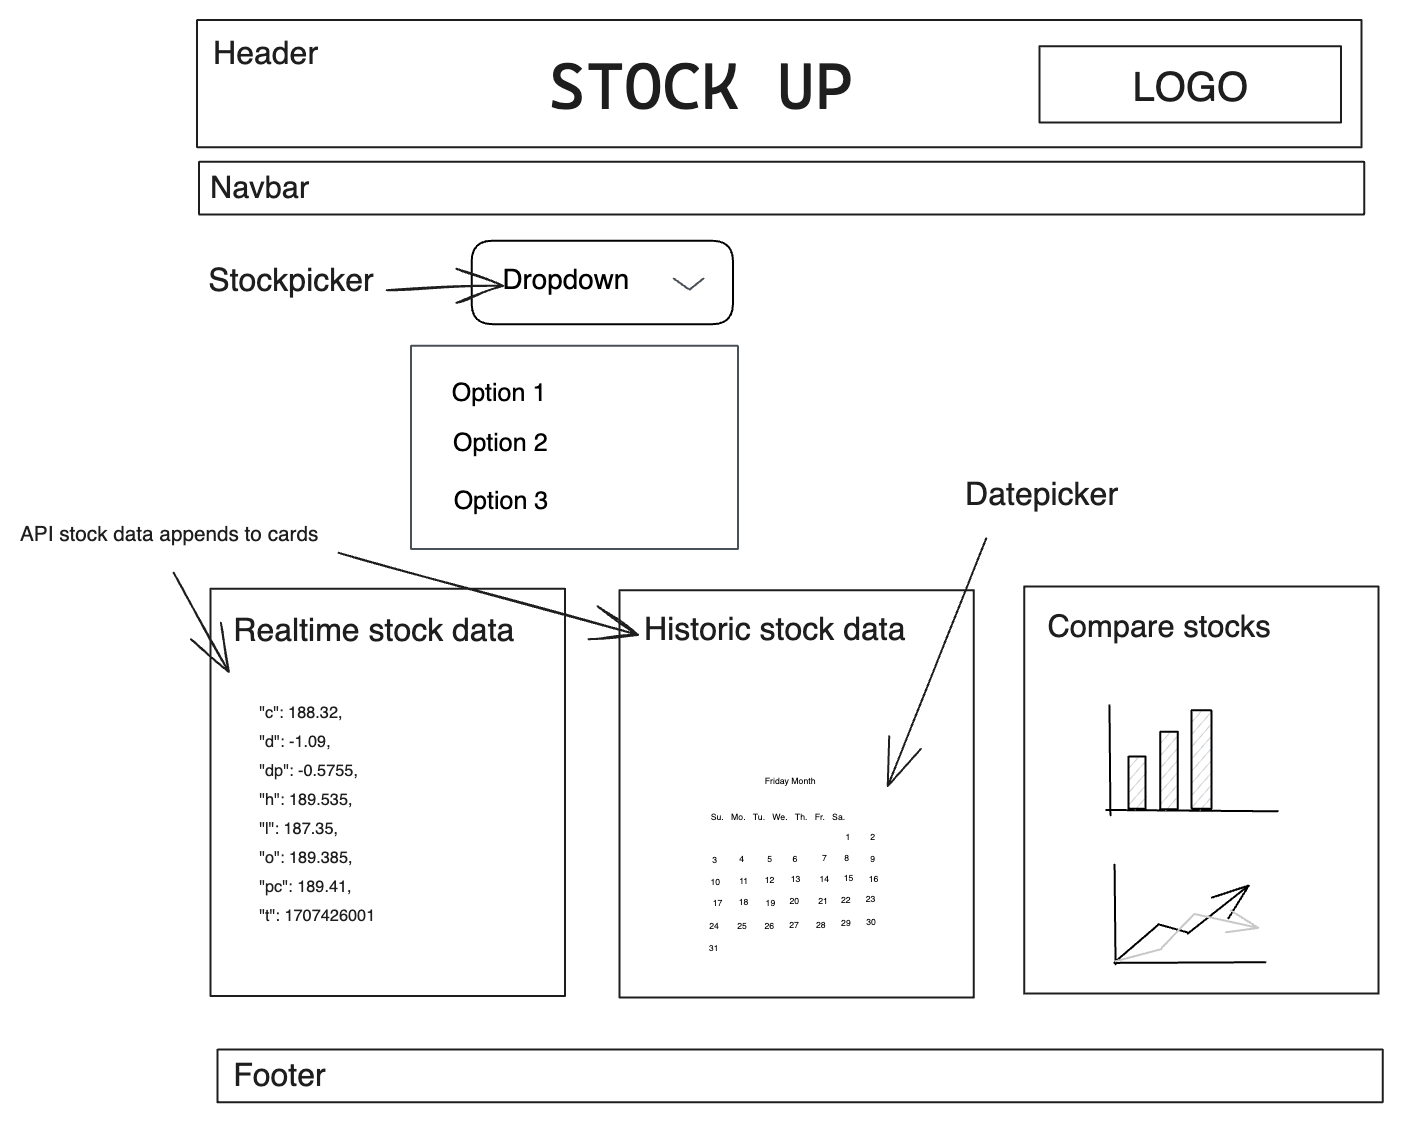 Header
STOCK UP
LOGO
Navbar
Stockpicker
Dropdown
Option 1
Option 2
Option 3
Datepicker
API stock data appends to cards
Realtime stock data
"c": 188.32,
"d": -1.09,
"dp": -0.5755,
"h": 189.535,
"l": 187.35,
"o": 189.385,
"pc": 189.41,
"t": 1707426001
Historic stock data
Friday Month
Su. Mo. Tu. We. Th. Fr. Sa.
1 2
3 4 5 6 7 8 9
10 11 12 13 14 15 16
17 18 19 20 21 22 23
24 25 26 27 28 29 30
31
Compare stocks
Footer